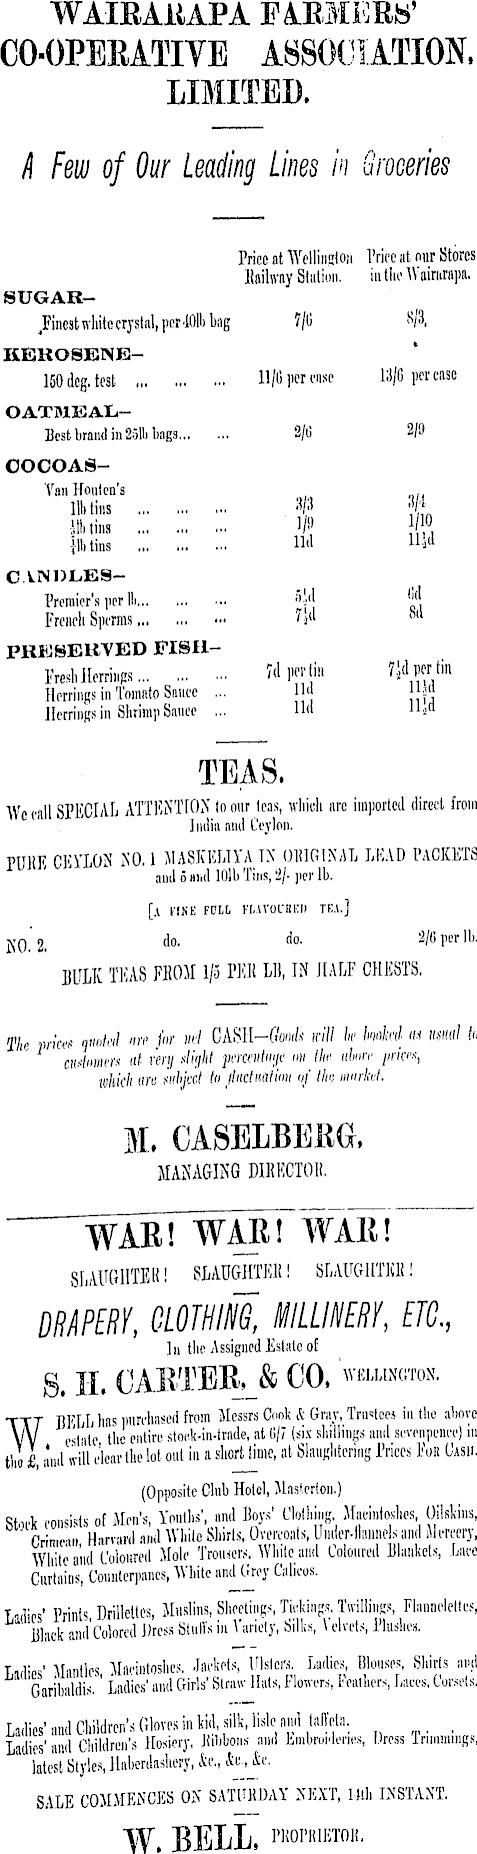 WAIRARAPA FARMERS'
CO-OPERATIVE ASSOCIATION,
LIMITED.
A Few of Our Leading Lines in Groceries
Price at Wellington Railway Station. Price at our Stores in the Wairarapa.
SUGAR—
Finest white crystal, per 40lb bag 7/6 8/3,
KEROSENE—
150 deg. test ... ... ... 11/6 per case 13/6 per case
OATMEAL—
Best brand in 25lb bags... ... 2/6 2/9
COCOAS—
Van Houten's
1lb tins ... ... ... 3/3 3/4
½lb tins ... ... ... 1/9 1/10
¼lb tins ... ... ... 11d 11½d
CANDLES—
Premier's per lb... ... ... 5½d 6d
French Sperms ... ... ... 7½d 8d
PRESERVED FISH—
Fresh Herrings ... ... ... 7d per tin 7½d per tin
Herrings in Tomato Sauce ... 11d 11½d
Herrings in Shrimp Sauce ... 11d 11½d
TEAS.
We call SPECIAL ATTENTION to our teas, which are imported direct from
India and Ceylon.
PURE CEYLON NO. 1 MASKELIYA IN ORIGINAL LEAD PACKETS
and 5 and 10lb Tins, 2/- per lb.
[A FINE FULL FLAVOURED TEA.]
NO. 2. do. do. 2/6 per lb.
BULK TEAS FROM 1/5 PER LB, IN HALF CHESTS.
The prices quoted are for net CASH—Goods will be booked as usual to
customers at very slight percentage on the above prices,
which are subject to fluctuation of the market.
M. CASELBERG,
MANAGING DIRECTOR.
WAR! WAR! WAR!
SLAUGHTER! SLAUGHTER! SLAUGHTER!
DRAPERY, CLOTHING, MILLINERY, ETC.,
In the Assigned Estate of
S. H. CARTER, & CO, WELLINGTON.
W. BELL has purchased from Messrs Cook & Gray, Trustees in the above
estate, the entire stock-in-trade, at 6/7 (six shillings and sevenpence) in
the £, and will clear the lot out in a short time, at Slaughtering Prices FOR CASH.
(Opposite Club Hotel, Masterton.)
Stock consists of Men's, Youths', and Boys' Clothing, Macintoshes, Oilskins,
Crimean, Harvard and White Shirts, Overcoats, Under-flannels and Mercery,
White and Coloured Mole Trousers, White and Coloured Blankets, Lace
Curtains, Counterpanes, White and Grey Calicos.
Ladies' Prints, Drillettes, Muslins, Sheetings, Tickings, Twillings, Flannelettes,
Black and Colored Dress Stuffs in Variety, Silks, Velvets, Plushes.
Ladies' Mantles, Macintoshes, Jackets, Ulsters. Ladies, Blouses, Shirts and
Garibaldis. Ladies' and Girls' Straw Hats, Flowers, Feathers, Laces, Corsets.
Ladies' and Children's Gloves in kid, silk, lisle and taffeta.
Ladies' and Children's Hosiery, Ribbons and Embroideries, Dress Trimmings,
latest Styles, Haberdashery, &c., &c., &c.
SALE COMMENCES ON SATURDAY NEXT, 14th INSTANT.
W. BELL, PROPRIETOR.